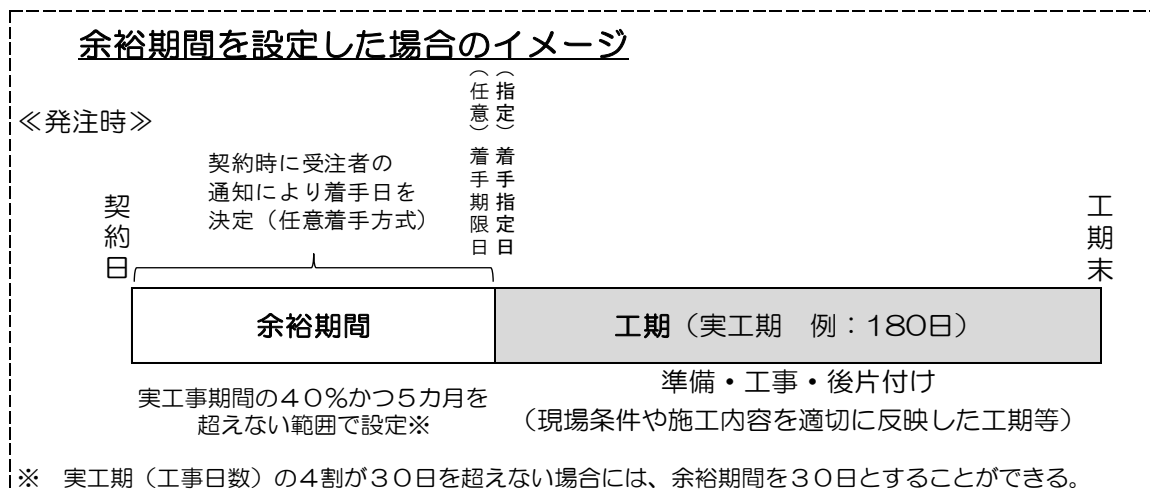 余裕期間を設定した場合のイメージ
≪発注時≫
契約時に受注者の
通知により着手日を
決定（任意着手方式）
（任意）着手期限日
（指定）着手指定日
契約日
工期末
余裕期間
工期（実工期　例：１８０日）
実工事期間の４０％かつ５カ月を
超えない範囲で設定※
準備・工事・後片付け
（現場条件や施工内容を適切に反映した工期等）
※　実工期（工事日数）の４割が３０日を超えない場合には、余裕期間を３０日とすることができる。